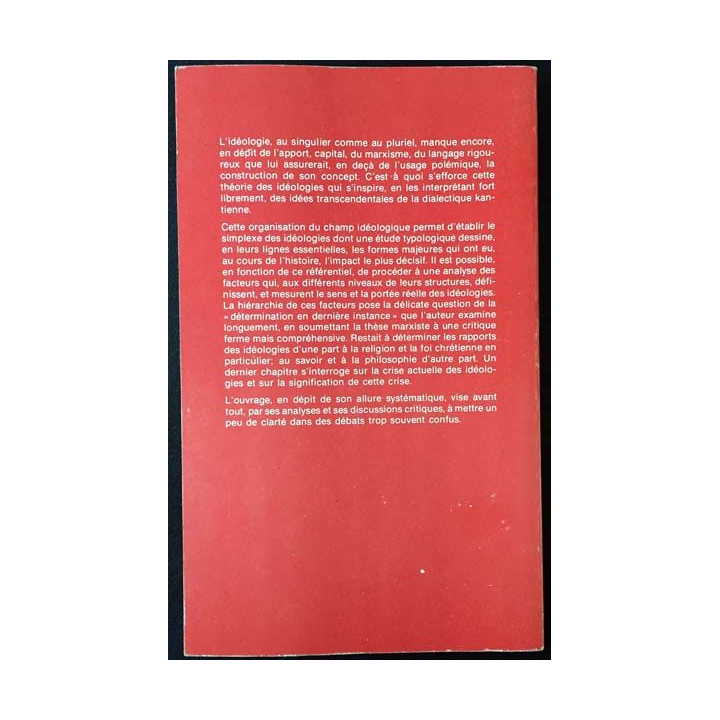 L'idéologie, au singulier comme au pluriel, manque encore,
en dépit de l'apport, capital, du marxisme, du langage rigou-
reux que lui assurerait, en deçà de l'usage polémique, la
construction de son concept. C'est à quoi s'efforce cette
théorie des idéologies qui s'inspire, en les interprétant fort
librement, des idées transcendentales de la dialectique kan-
tienne.
Cette organisation du champ idéologique permet d'établir le
simplexe des idéologies dont une étude typologique dessine,
en leurs lignes essentielles, les formes majeures qui ont eu,
au cours de l'histoire, l'impact le plus décisif. Il est possible,
en fonction de ce référentiel, de procéder à une analyse des
facteurs qui, aux différents niveaux de leurs structures, défi-
nissent, et mesurent le sens et la portée réelle des idéologies.
La hiérarchie de ces facteurs pose la délicate question de la
« détermination en dernière instance » que l'auteur examine
longuement, en soumettant la thèse marxiste à une critique
ferme mais compréhensive. Restait à déterminer les rapports
des idéologies d'une part à la religion et la foi chrétienne en
particulier; au savoir et à la philosophie d'autre part. Un
dernier chapitre s'interroge sur la crise actuelle des idéolo-
gies et sur la signification de cette crise.
L'ouvrage, en dépit de son allure systématique, vise avant
tout, par ses analyses et ses discussions critiques, à mettre un
peu de clarté dans des débats trop souvent confus.